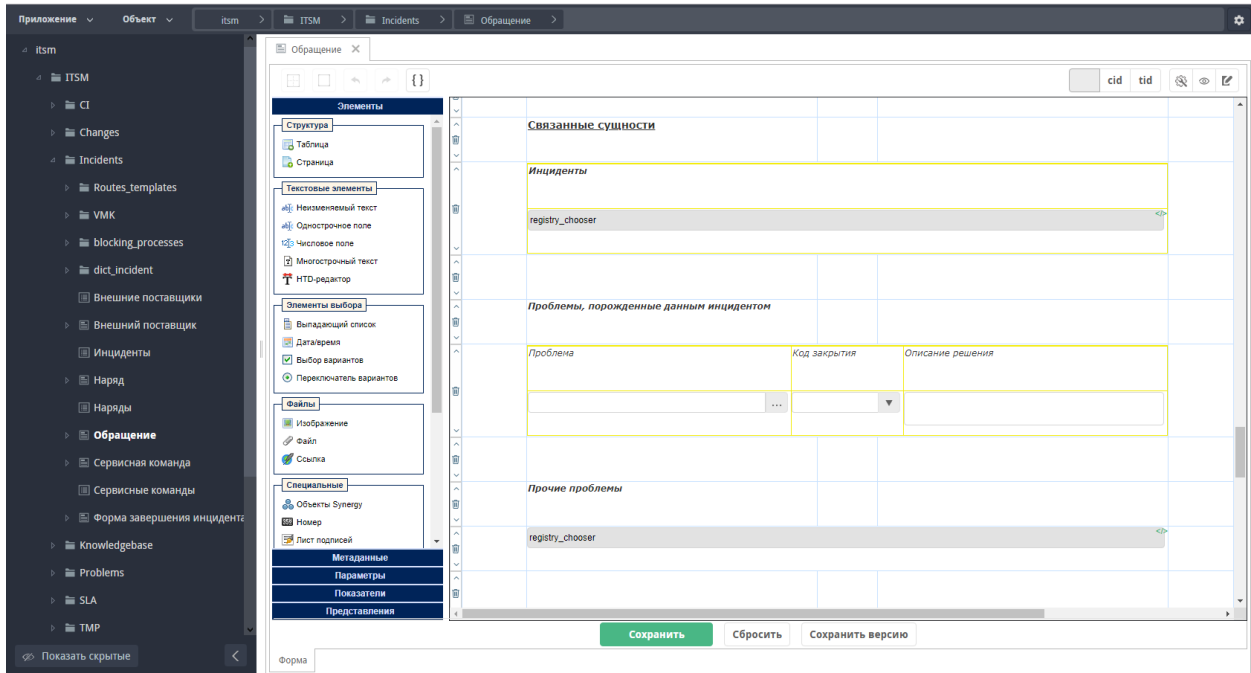 Приложение Объект itsm ITSM Incidents Обращение
itsm
ITSM
CI
Changes
Incidents
Routes_templates
VMK
blocking_processes
dict_incident
Внешние поставщики
Внешний поставщик
Инциденты
Наряд
Наряды
Обращение
Сервисная команда
Сервисные команды
Форма завершения инцидента
Knowledgebase
Problems
SLA
TMP
Показать скрытые
Обращение
{} cid tid
Элементы
Структура
Таблица
Страница
Текстовые элементы
Неизменяемый текст
Однострочное поле
Числовое поле
Многострочный текст
HTD-редактор
Элементы выбора
Выпадающий список
Дата/время
Выбор вариантов
Переключатель вариантов
Файлы
Изображение
Файл
Ссылка
Специальные
Объекты Synergy
Номер
Лист подписей
Метаданные
Параметры
Показатели
Представления
Связанные сущности
Инциденты
registry_chooser </>
Проблемы, порожденные данным инцидентом
Проблема Код закрытия Описание решения
...
Прочие проблемы
registry_chooser </>
Сохранить Сбросить Сохранить версию
Форма